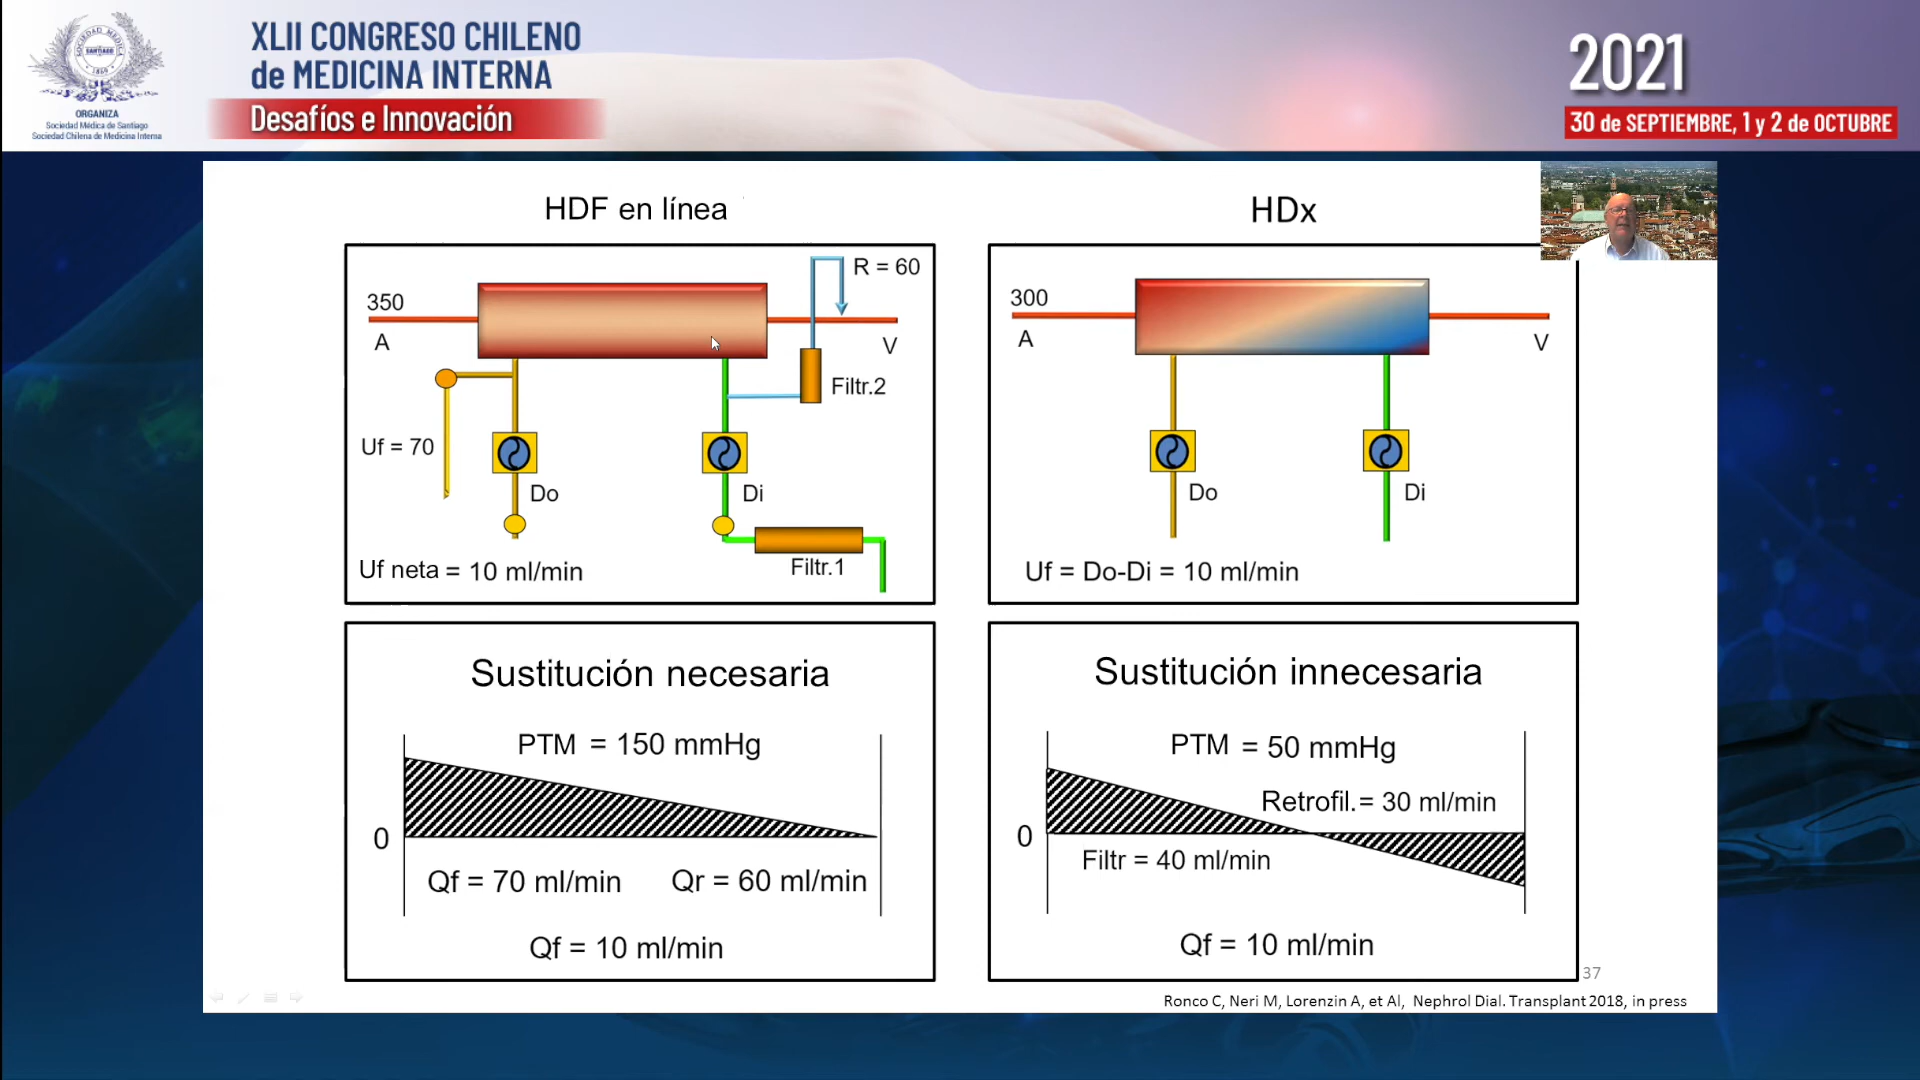 SOCIEDAD MEDICA
SANTIAGO
1869
ORGANIZA
Sociedad Médica de Santiago
Sociedad Chilena de Medicina Interna
XLII CONGRESO CHILENO
de MEDICINA INTERNA
Desafíos e Innovación
2021
30 de SEPTIEMBRE, 1 y 2 de OCTUBRE
HDF en línea
350
A
R = 60
V
Filtr.2
Uf = 70
Do
Di
Filtr.1
Uf neta = 10 ml/min
HDx
300
A
V
Do
Di
Uf = Do-Di = 10 ml/min
Sustitución necesaria
PTM = 150 mmHg
0
Qf = 70 ml/min Qr = 60 ml/min
Qf = 10 ml/min
Sustitución innecesaria
PTM = 50 mmHg
Retrofil.= 30 ml/min
0
Filtr = 40 ml/min
Qf = 10 ml/min
37
Ronco C, Neri M, Lorenzin A, et Al, Nephrol Dial. Transplant 2018, in press